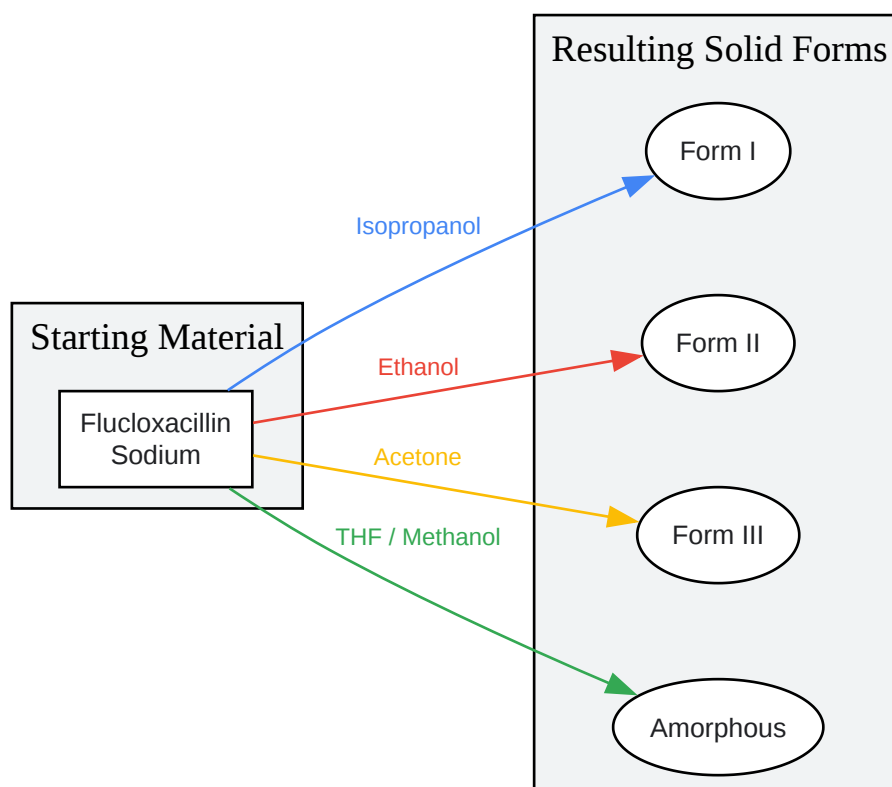 Resulting Solid Forms
Form I
Isopropanol
Starting Material
Ethanol
Form II
Flucloxacillin
Sodium
Acetone
Form III
THF / Methanol
Amorphous